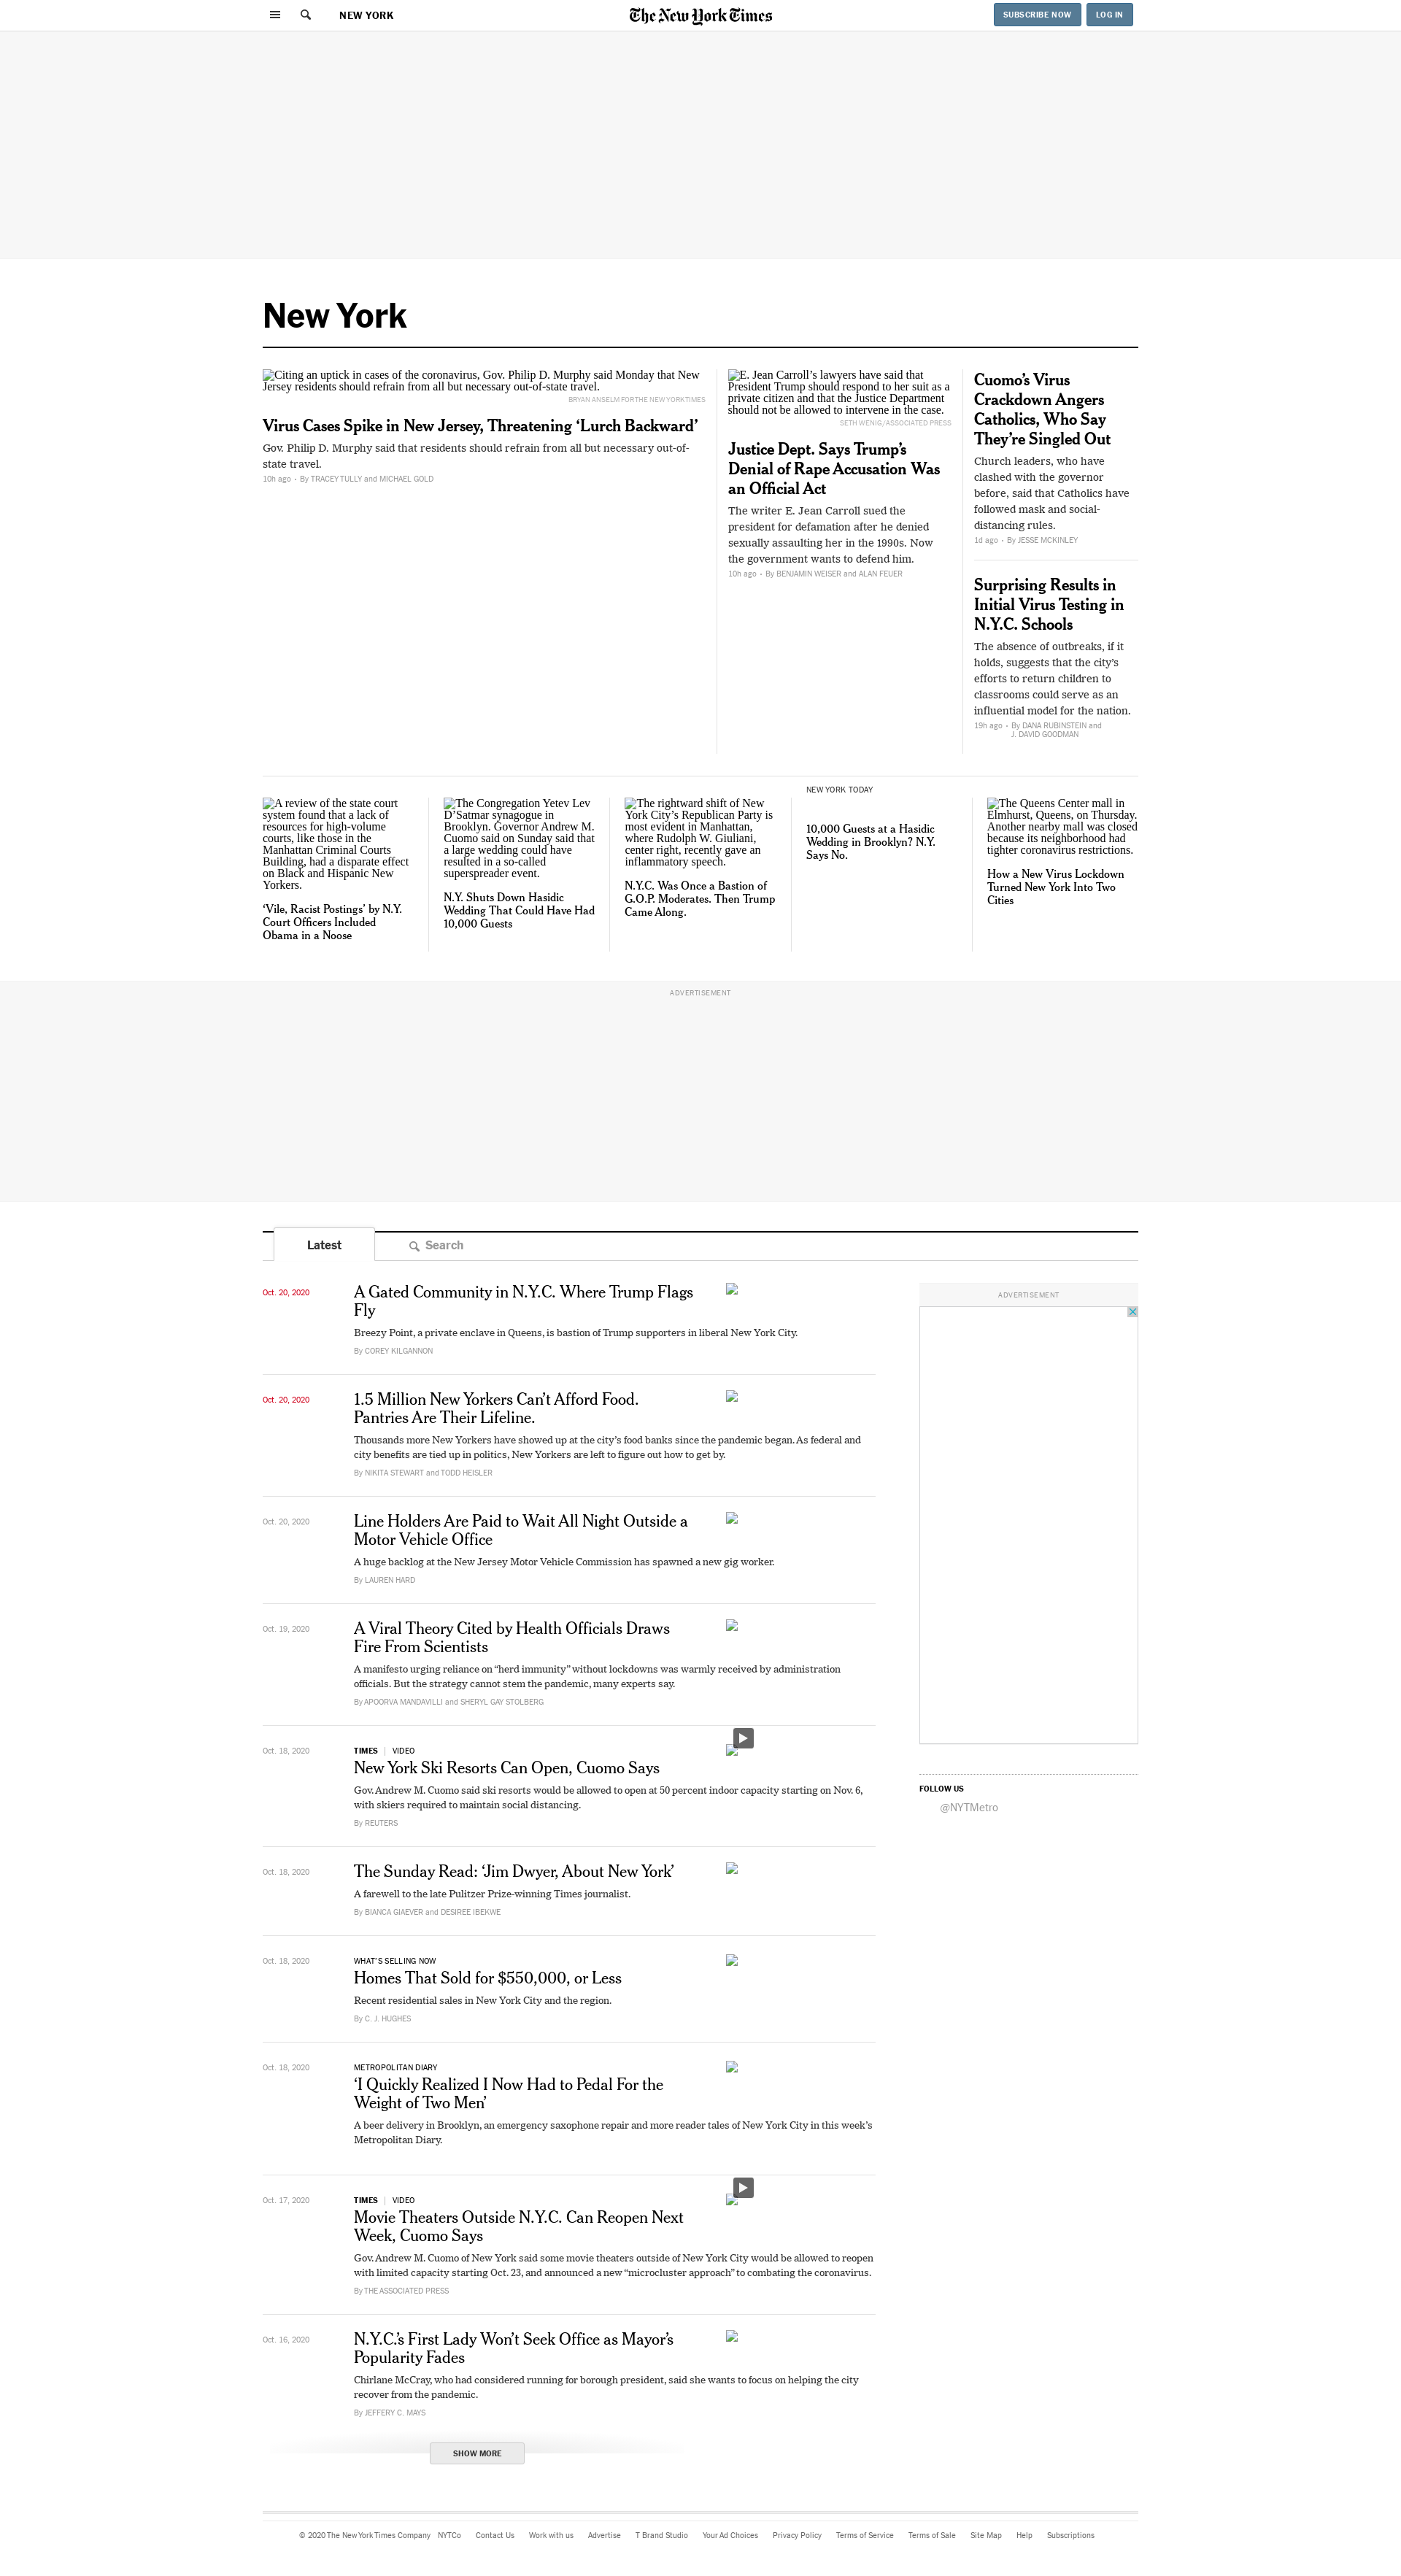 NEW YORK
The New York Times
SUBSCRIBE NOW
LOG IN
New York
Citing an uptick in cases of the coronavirus, Gov. Philip D. Murphy said Monday that New
Jersey residents should refrain from all but necessary out-of-state travel.
BRYAN ANSELM FOR THE NEW YORK TIMES
Virus Cases Spike in New Jersey, Threatening ‘Lurch Backward’
Gov. Philip D. Murphy said that residents should refrain from all but necessary out-of-
state travel.
10h ago • By TRACEY TULLY and MICHAEL GOLD
E. Jean Carroll’s lawyers have said that
President Trump should respond to her suit as a
private citizen and that the Justice Department
should not be allowed to intervene in the case.
SETH WENIG/ASSOCIATED PRESS
Justice Dept. Says Trump’s
Denial of Rape Accusation Was
an Official Act
The writer E. Jean Carroll sued the
president for defamation after he denied
sexually assaulting her in the 1990s. Now
the government wants to defend him.
10h ago • By BENJAMIN WEISER and ALAN FEUER
Cuomo’s Virus
Crackdown Angers
Catholics, Who Say
They’re Singled Out
Church leaders, who have
clashed with the governor
before, said that Catholics have
followed mask and social-
distancing rules.
1d ago • By JESSE MCKINLEY
Surprising Results in
Initial Virus Testing in
N.Y.C. Schools
The absence of outbreaks, if it
holds, suggests that the city’s
efforts to return children to
classrooms could serve as an
influential model for the nation.
19h ago • By DANA RUBINSTEIN and
J. DAVID GOODMAN
A review of the state court
system found that a lack of
resources for high-volume
courts, like those in the
Manhattan Criminal Courts
Building, had a disparate effect
on Black and Hispanic New
Yorkers.
‘Vile, Racist Postings’ by N.Y.
Court Officers Included
Obama in a Noose
The Congregation Yetev Lev
D’Satmar synagogue in
Brooklyn. Governor Andrew M.
Cuomo said on Sunday said that
a large wedding could have
resulted in a so-called
superspreader event.
N.Y. Shuts Down Hasidic
Wedding That Could Have Had
10,000 Guests
The rightward shift of New
York City’s Republican Party is
most evident in Manhattan,
where Rudolph W. Giuliani,
center right, recently gave an
inflammatory speech.
N.Y.C. Was Once a Bastion of
G.O.P. Moderates. Then Trump
Came Along.
NEW YORK TODAY
10,000 Guests at a Hasidic
Wedding in Brooklyn? N.Y.
Says No.
The Queens Center mall in
Elmhurst, Queens, on Thursday.
Another nearby mall was closed
because its neighborhood had
tighter coronavirus restrictions.
How a New Virus Lockdown
Turned New York Into Two
Cities
ADVERTISEMENT
Latest
Search
Oct. 20, 2020
A Gated Community in N.Y.C. Where Trump Flags
Fly
Breezy Point, a private enclave in Queens, is bastion of Trump supporters in liberal New York City.
By COREY KILGANNON
Oct. 20, 2020
1.5 Million New Yorkers Can’t Afford Food.
Pantries Are Their Lifeline.
Thousands more New Yorkers have showed up at the city’s food banks since the pandemic began. As federal and
city benefits are tied up in politics, New Yorkers are left to figure out how to get by.
By NIKITA STEWART and TODD HEISLER
Oct. 20, 2020
Line Holders Are Paid to Wait All Night Outside a
Motor Vehicle Office
A huge backlog at the New Jersey Motor Vehicle Commission has spawned a new gig worker.
By LAUREN HARD
Oct. 19, 2020
A Viral Theory Cited by Health Officials Draws
Fire From Scientists
A manifesto urging reliance on “herd immunity” without lockdowns was warmly received by administration
officials. But the strategy cannot stem the pandemic, many experts say.
By APOORVA MANDAVILLI and SHERYL GAY STOLBERG
Oct. 18, 2020
TIMES | VIDEO
New York Ski Resorts Can Open, Cuomo Says
Gov. Andrew M. Cuomo said ski resorts would be allowed to open at 50 percent indoor capacity starting on Nov. 6,
with skiers required to maintain social distancing.
By REUTERS
Oct. 18, 2020
The Sunday Read: ‘Jim Dwyer, About New York’
A farewell to the late Pulitzer Prize-winning Times journalist.
By BIANCA GIAEVER and DESIREE IBEKWE
Oct. 18, 2020
WHAT’S SELLING NOW
Homes That Sold for $550,000, or Less
Recent residential sales in New York City and the region.
By C. J. HUGHES
Oct. 18, 2020
METROPOLITAN DIARY
‘I Quickly Realized I Now Had to Pedal For the
Weight of Two Men’
A beer delivery in Brooklyn, an emergency saxophone repair and more reader tales of New York City in this week’s
Metropolitan Diary.
Oct. 17, 2020
TIMES | VIDEO
Movie Theaters Outside N.Y.C. Can Reopen Next
Week, Cuomo Says
Gov. Andrew M. Cuomo of New York said some movie theaters outside of New York City would be allowed to reopen
with limited capacity starting Oct. 23, and announced a new “microcluster approach” to combating the coronavirus.
By THE ASSOCIATED PRESS
Oct. 16, 2020
N.Y.C.’s First Lady Won’t Seek Office as Mayor’s
Popularity Fades
Chirlane McCray, who had considered running for borough president, said she wants to focus on helping the city
recover from the pandemic.
By JEFFERY C. MAYS
SHOW MORE
ADVERTISEMENT
FOLLOW US
@NYTMetro
© 2020 The New York Times Company NYTCo Contact Us Work with us Advertise T Brand Studio Your Ad Choices Privacy Policy Terms of Service Terms of Sale Site Map Help Subscriptions